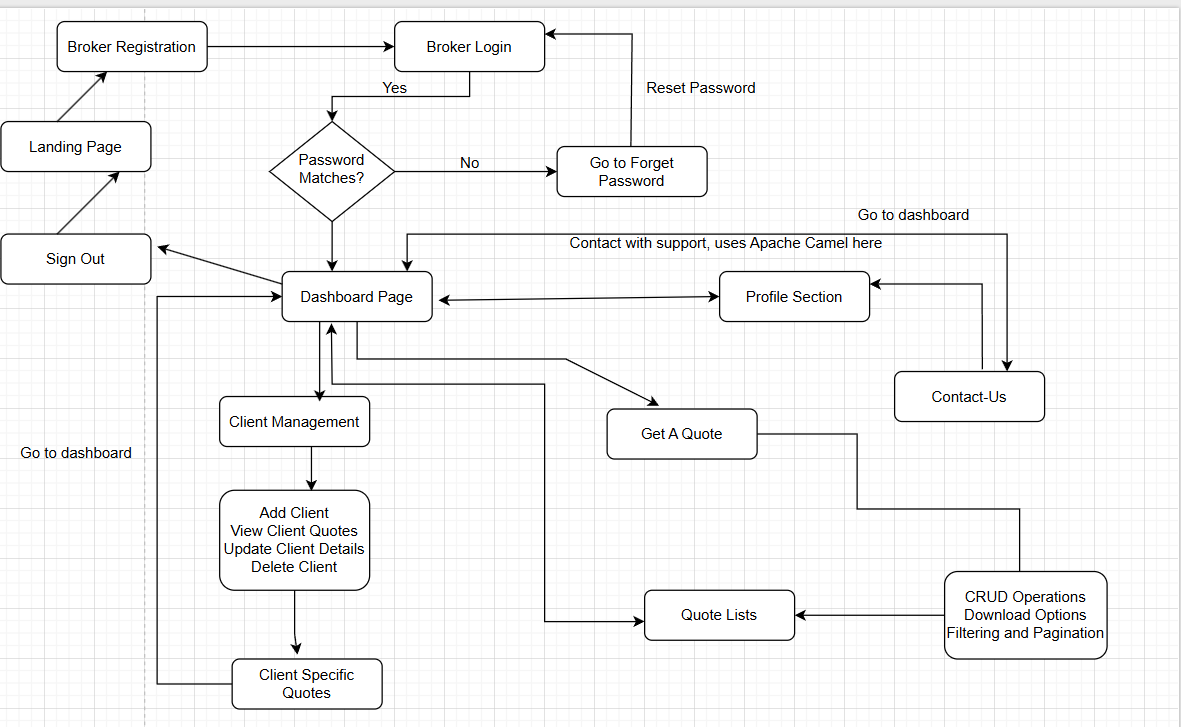 Broker Registration
Broker Login
Yes
Reset Password
Landing Page
Password
Matches?
No
Go to Forget
Password
Go to dashboard
Contact with support, uses Apache Camel here
Sign Out
Dashboard Page
Profile Section
Contact-Us
Client Management
Get A Quote
Go to dashboard
Add Client
View Client Quotes
Update Client Details
Delete Client
Quote Lists
CRUD Operations
Download Options
Filtering and Pagination
Client Specific
Quotes